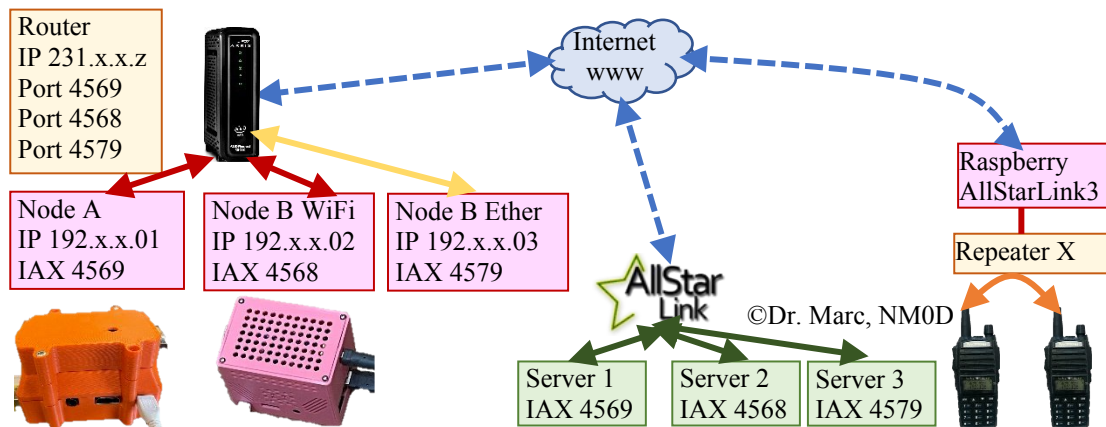 Router
IP 231.x.x.z
Port 4569
Port 4568
Port 4579
Internet
www
Raspberry
AllStarLink3
Node A
IP 192.x.x.01
IAX 4569
Node B WiFi
IP 192.x.x.02
IAX 4568
Node B Ether
IP 192.x.x.03
IAX 4579
Repeater X
AllStar
Link
©Dr. Marc, NM0D
Server 1
IAX 4569
Server 2
IAX 4568
Server 3
IAX 4579